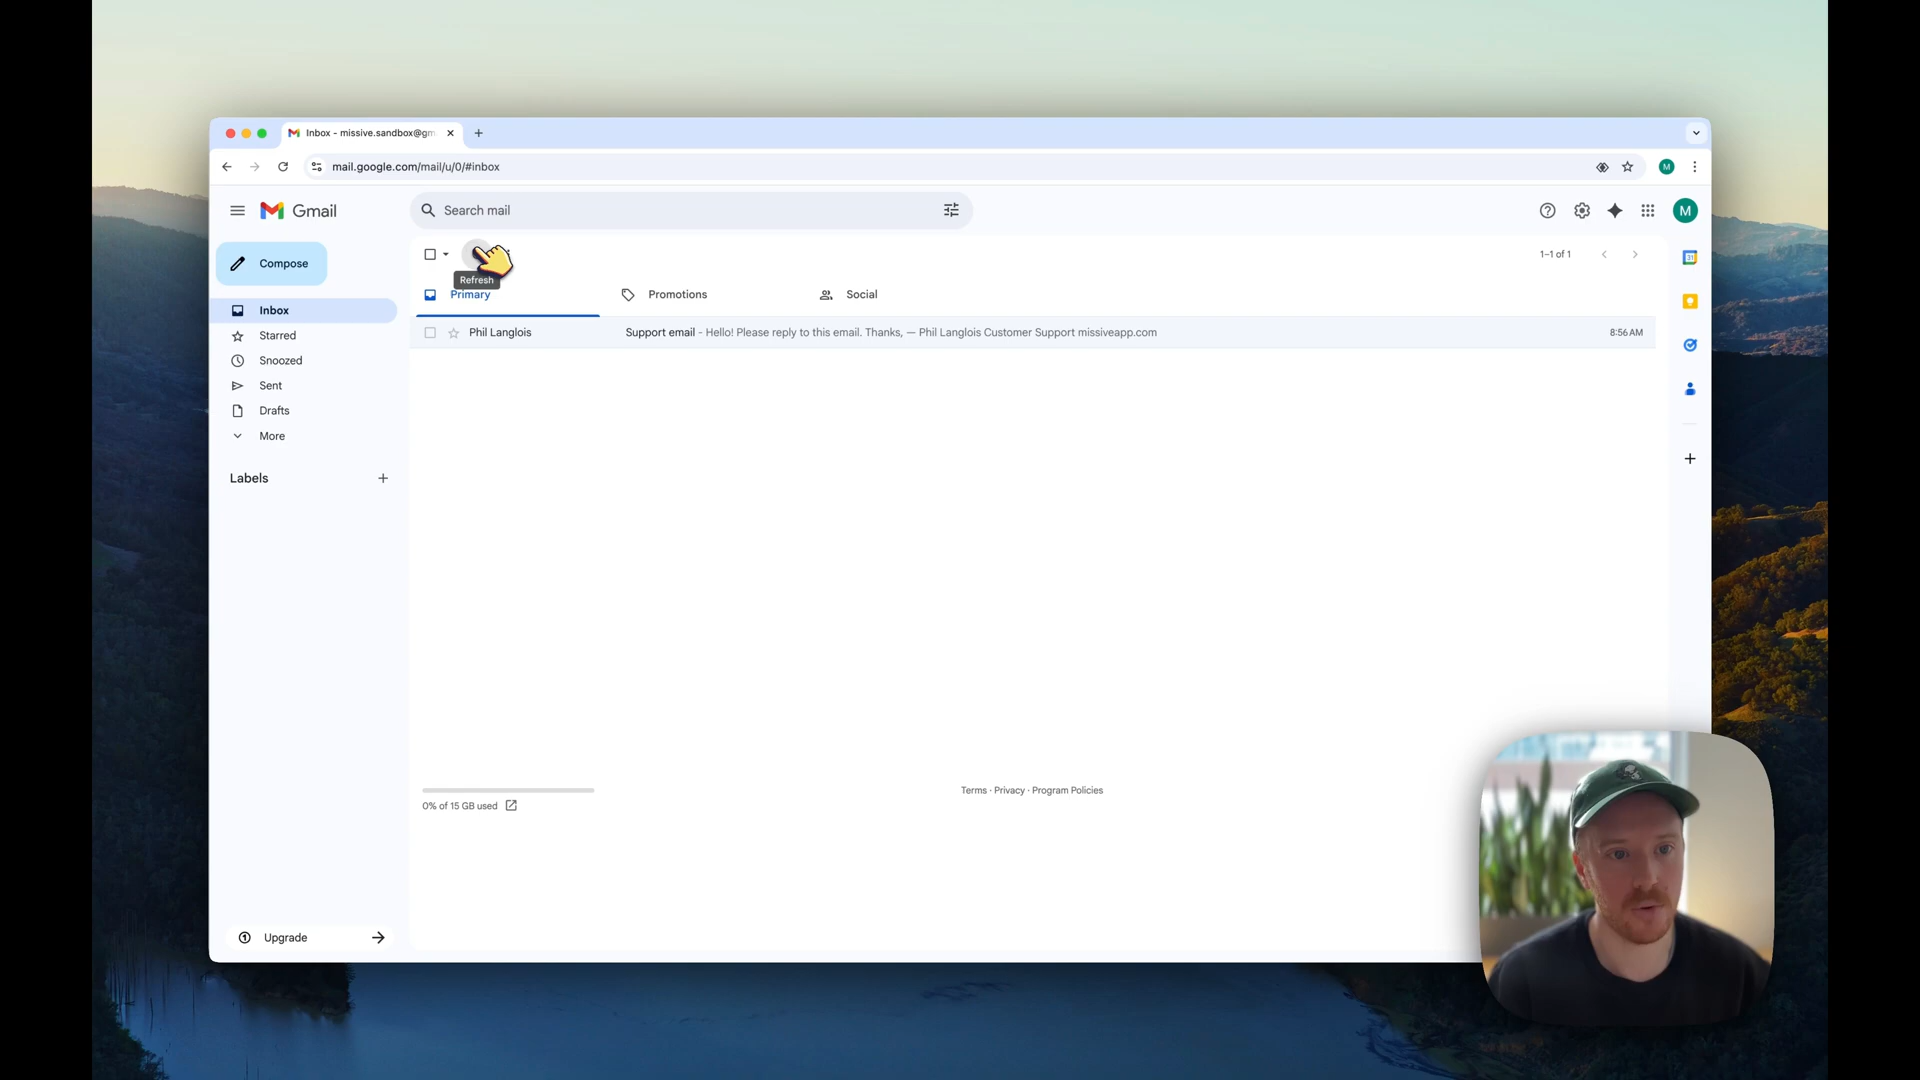 Inbox - missive.sandbox@gm
mail.google.com/mail/u/0/#inbox
M
Gmail
Search mail
M
Compose
1–1 of 1
Refresh
Primary
Promotions
Social
Inbox
Phil Langlois
Support email - Hello! Please reply to this email. Thanks, — Phil Langlois Customer Support missiveapp.com
8:56 AM
Starred
Snoozed
Sent
Drafts
More
Labels
31
0% of 15 GB used
Terms · Privacy · Program Policies
Upgrade